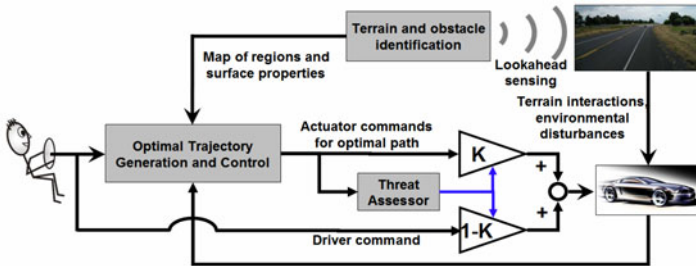 Terrain and obstacle
identification
Map of regions and
surface properties
Lookahead
sensing
Terrain interactions,
environmental
disturbances
Optimal Trajectory
Generation and Control
Actuator commands
for optimal path
K
+
Threat
Assessor
+
1-K
Driver command